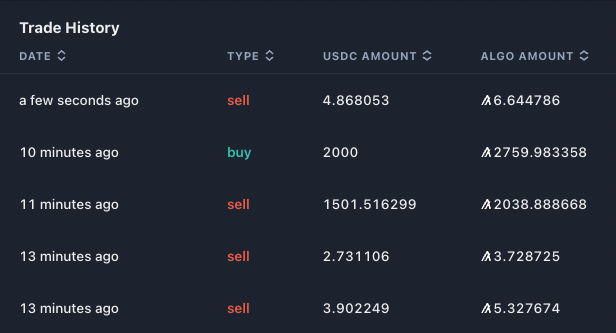 Trade History
DATE TYPE USDC AMOUNT ALGO AMOUNT
a few seconds ago sell 4.868053 6.644786
10 minutes ago buy 2000 2759.983358
11 minutes ago sell 1501.516299 2038.888668
13 minutes ago sell 2.731106 3.728725
13 minutes ago sell 3.902249 5.327674